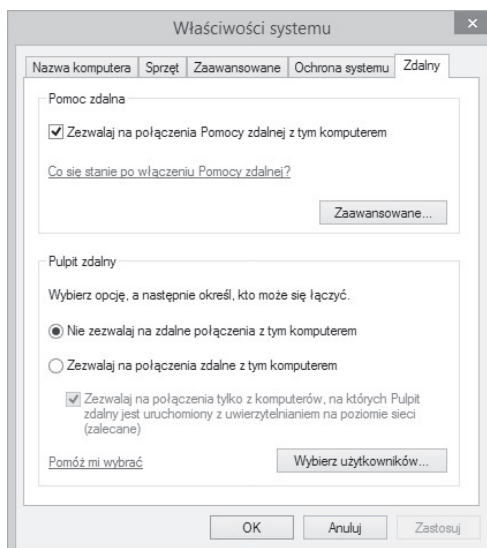 Właściwości systemu
Nazwa komputera Sprzęt Zaawansowane Ochrona systemu Zdalny
Pomoc zdalna
Zezwalaj na połączenia Pomocy zdalnej z tym komputerem
Co się stanie po włączeniu Pomocy zdalnej?
Zaawansowane...
Pulpit zdalny
Wybierz opcję, a następnie określ, kto może się łączyć.
Nie zezwalaj na zdalne połączenia z tym komputerem
Zezwalaj na połączenia zdalne z tym komputerem
Zezwalaj na połączenia tylko z komputerów, na których Pulpit
zdalny jest uruchomiony z uwierzytelnianiem na poziomie sieci
(zalecane)
Pomóż mi wybrać Wybierz użytkowników...
OK Anuluj Zastosuj